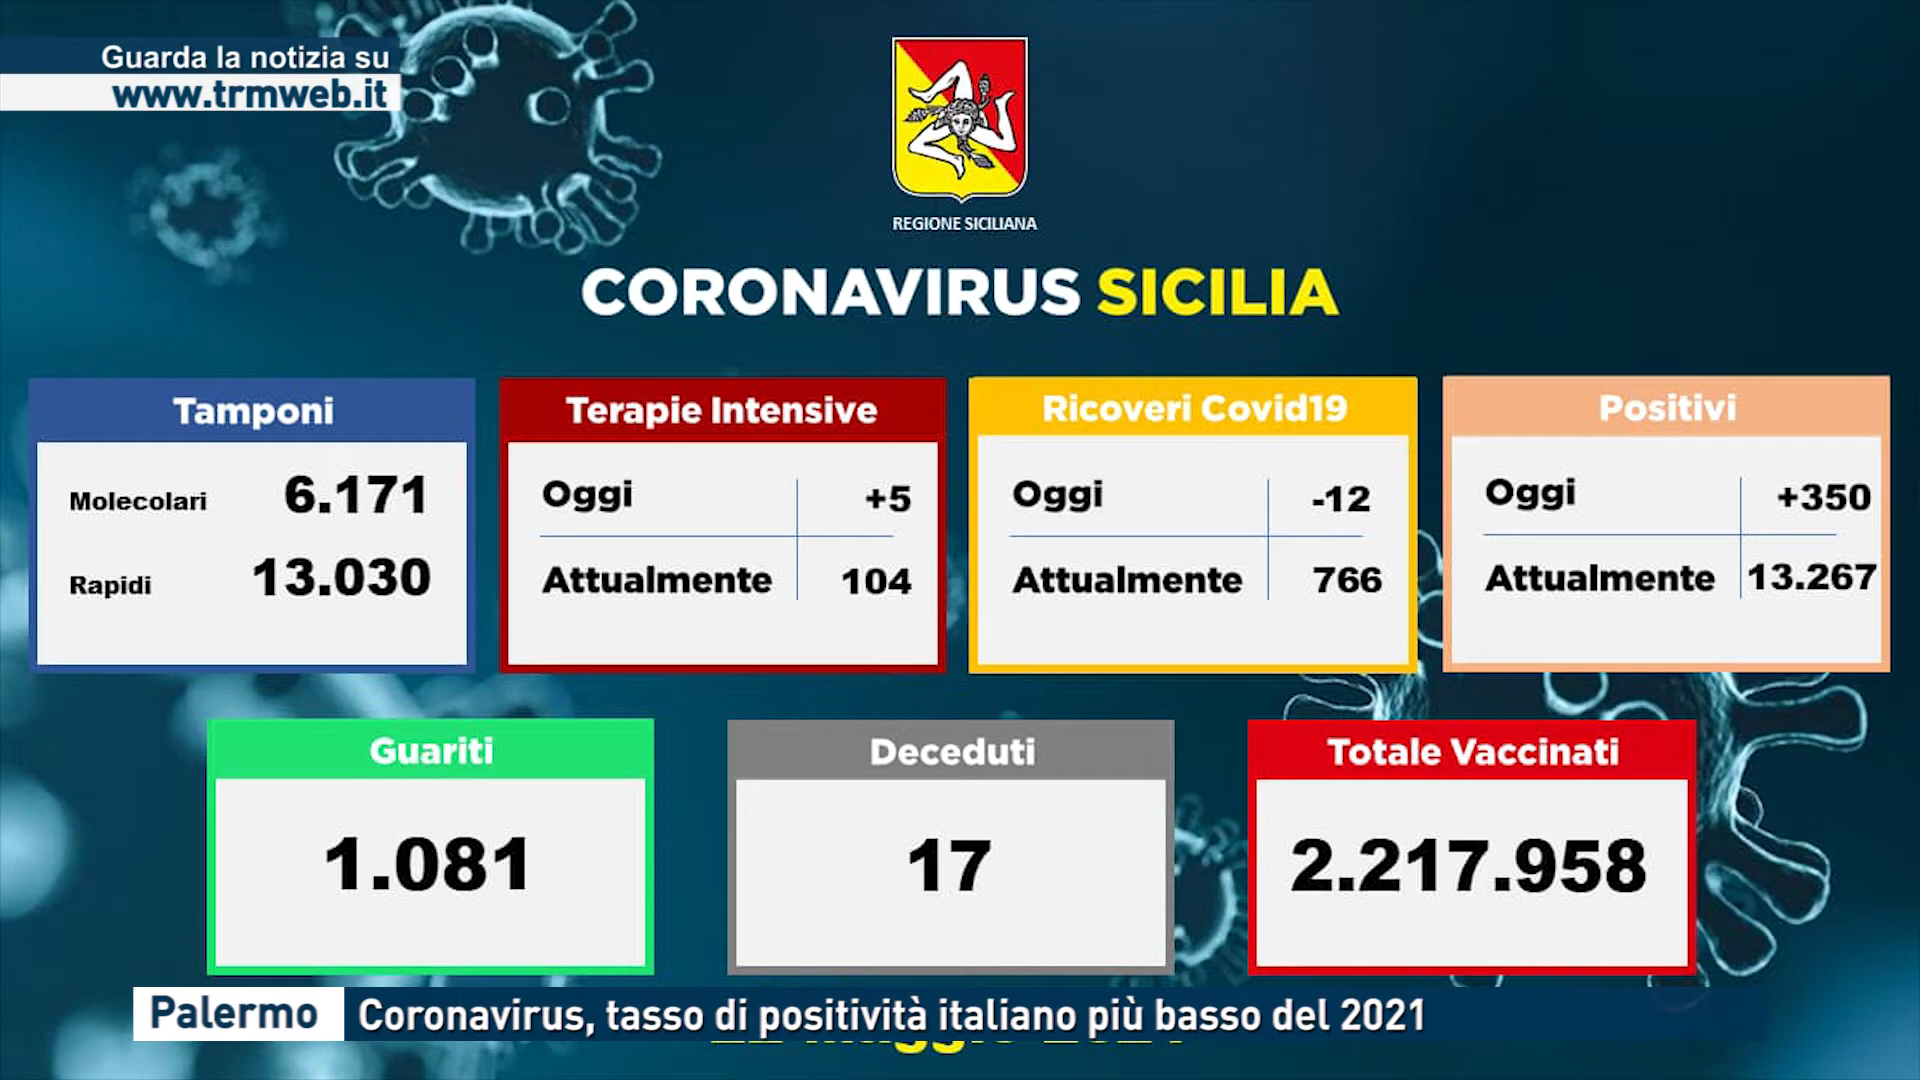 Guarda la notizia su
www.trmweb.it
REGIONE SICILIANA
CORONAVIRUS SICILIA
Tamponi
Molecolari 6.171
Rapidi 13.030
Terapie Intensive
Oggi +5
Attualmente 104
Ricoveri Covid19
Oggi -12
Attualmente 766
Positivi
Oggi +350
Attualmente 13.267
Guariti
1.081
Deceduti
17
Totale Vaccinati
2.217.958
Palermo Coronavirus, tasso di positività italiano più basso del 2021